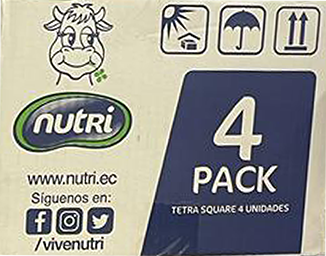 nutri
www.nutri.ec
Síguenos en:
/vivenutri
4
PACK
TETRA SQUARE 4 UNIDADES